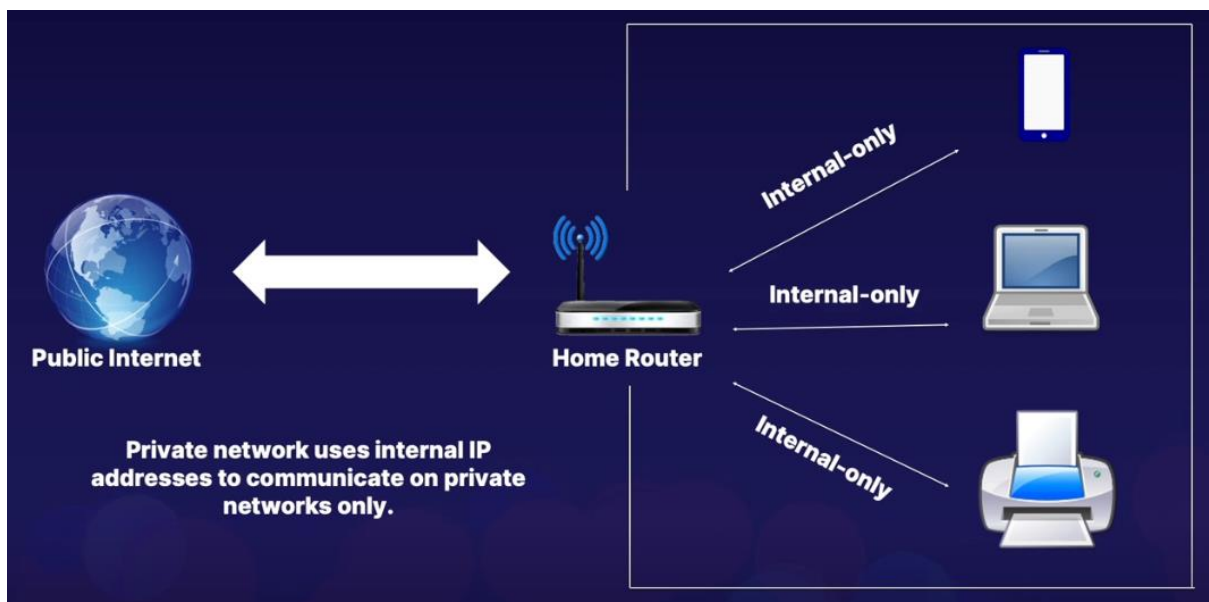 Internal-only
Internal-only
Public Internet
Home Router
Internal-only
Private network uses internal IP
addresses to communicate on private
networks only.